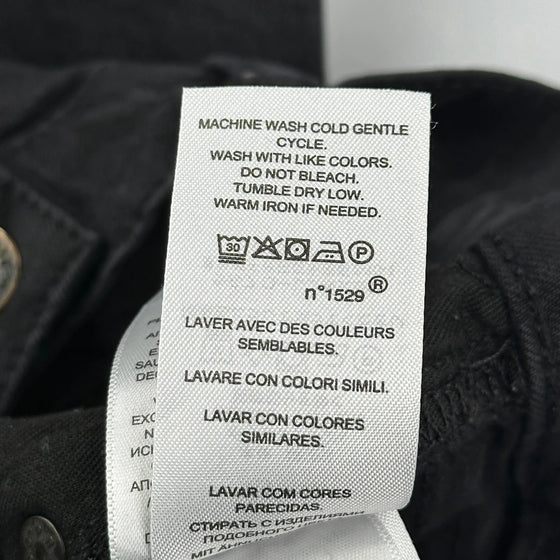 MACHINE WASH COLD GENTLE
CYCLE.
WASH WITH LIKE COLORS.
DO NOT BLEACH.
TUMBLE DRY LOW.
WARM IRON IF NEEDED.
30 P
n°1529 ®
LAVER AVEC DES COULEURS
SEMBLABLES.
LAVARE CON COLORI SIMILI.
LAVAR CON COLORES
SIMILARES.
LAVAR COM CORES
PARECIDAS.
СТИРАТЬ С ИЗДЕЛИЯМИ
ПОДОБНОГО